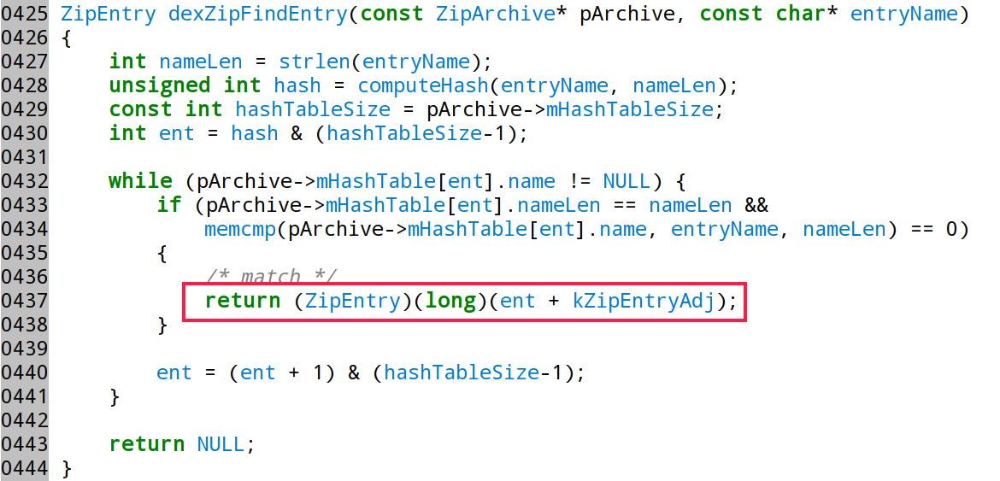 0425 ZipEntry dexZipFindEntry(const ZipArchive* pArchive, const char* entryName)
0426 {
0427     int nameLen = strlen(entryName);
0428     unsigned int hash = computeHash(entryName, nameLen);
0429     const int hashTableSize = pArchive->mHashTableSize;
0430     int ent = hash & (hashTableSize-1);
0431
0432     while (pArchive->mHashTable[ent].name != NULL) {
0433         if (pArchive->mHashTable[ent].nameLen == nameLen &&
0434             memcmp(pArchive->mHashTable[ent].name, entryName, nameLen) == 0)
0435         {
0436             /* match */
0437             return (ZipEntry)(long)(ent + kZipEntryAdj);
0438         }
0439
0440         ent = (ent + 1) & (hashTableSize-1);
0441     }
0442
0443     return NULL;
0444 }